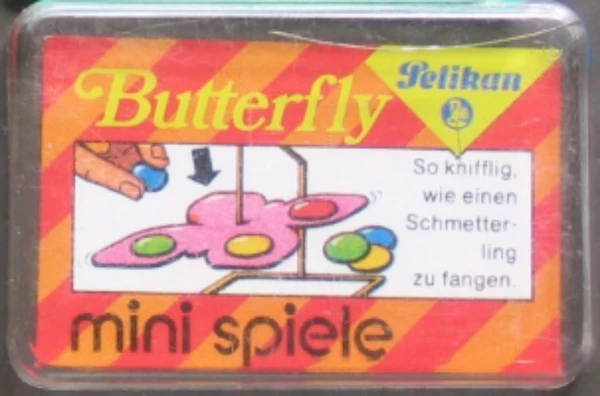 Butterfly
Pelikan
So knifflig,
wie einen
Schmetter-
ling
zu fangen.
mini spiele